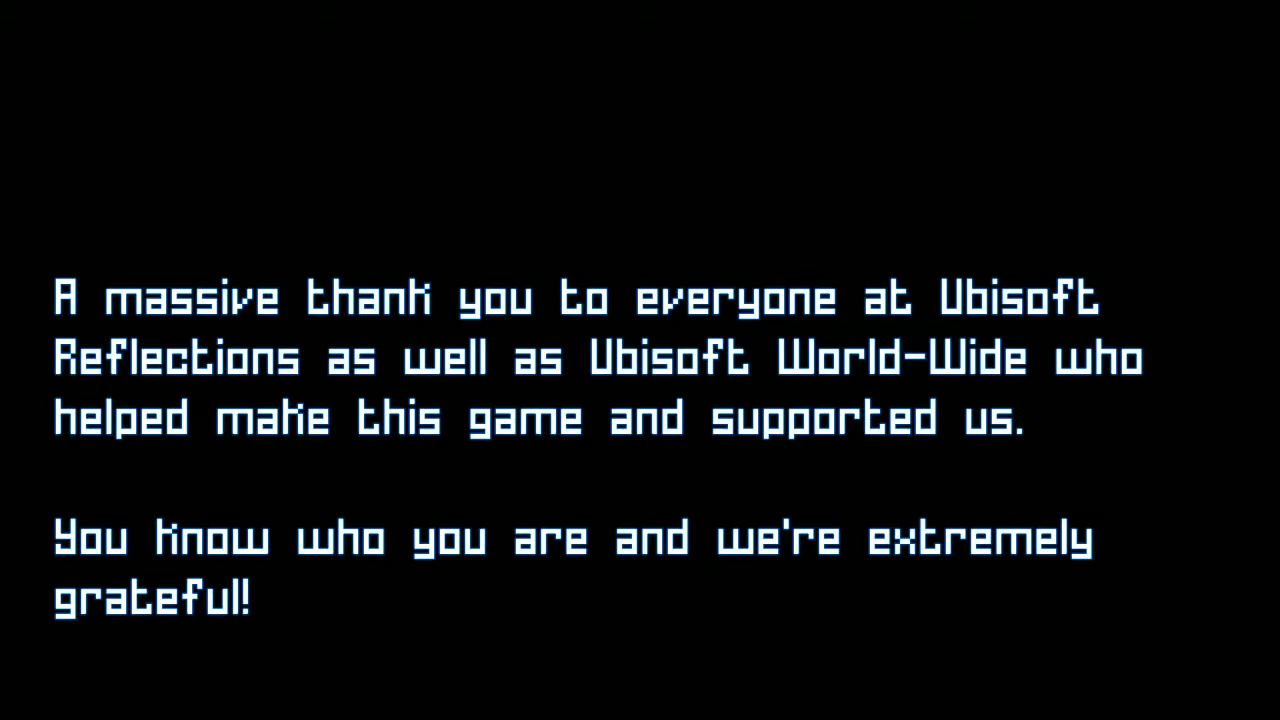 A massive thank you to everyone at Ubisoft
Reflections as well as Ubisoft World-Wide who
helped make this game and supported us.
You know who you are and we're extremely
grateful!